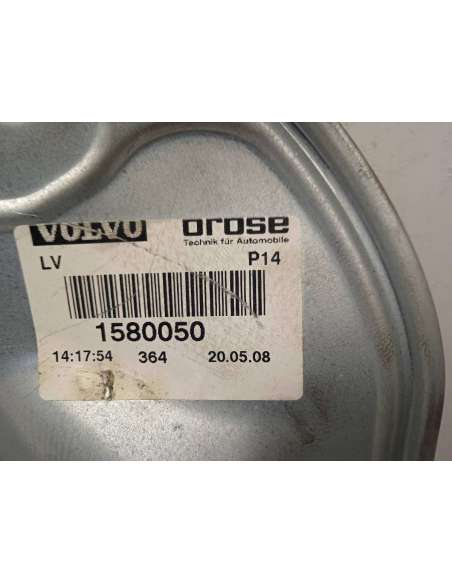 VOLVO brose
Technik für Automobile
LV P14
1580050
14:17:54 364 20.05.08